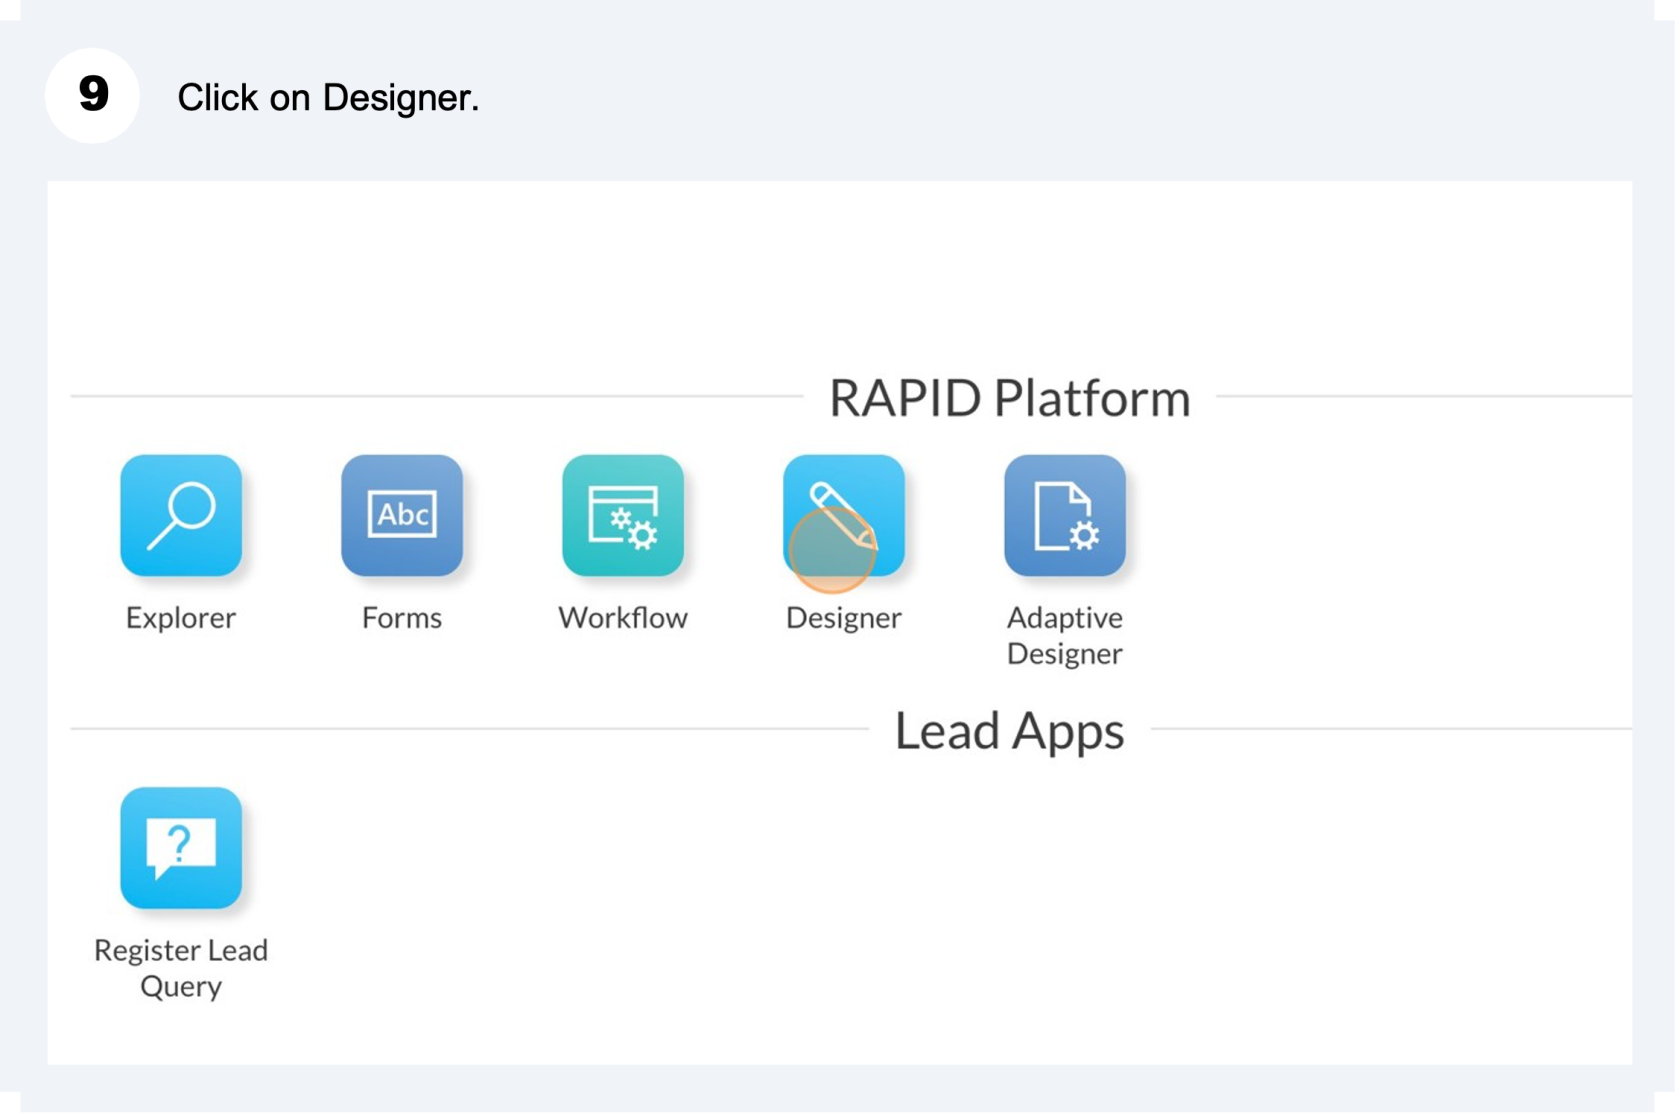 9 Click on Designer.
RAPID Platform
Abc
Explorer Forms Workflow Designer Adaptive
Designer
Lead Apps
?
Register Lead
Query